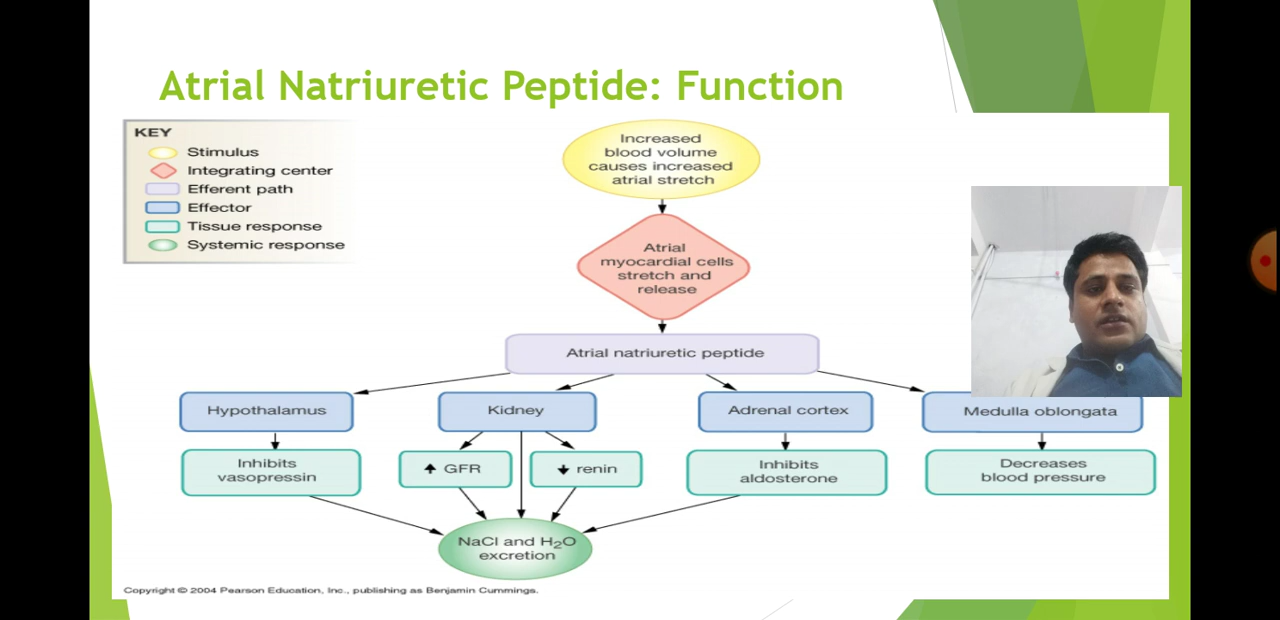 Atrial Natriuretic Peptide: Function
KEY
Stimulus
Integrating center
Efferent path
Effector
Tissue response
Systemic response
Increased
blood volume
causes increased
atrial stretch
Atrial
myocardial cells
stretch and
release
Atrial natriuretic peptide
Hypothalamus
Kidney
Adrenal cortex
Medulla oblongata
Inhibits
vasopressin
GFR
renin
Inhibits
aldosterone
Decreases
blood pressure
NaCl and H₂O
excretion
Copyright © 2004 Pearson Education, Inc., publishing as Benjamin Cummings.